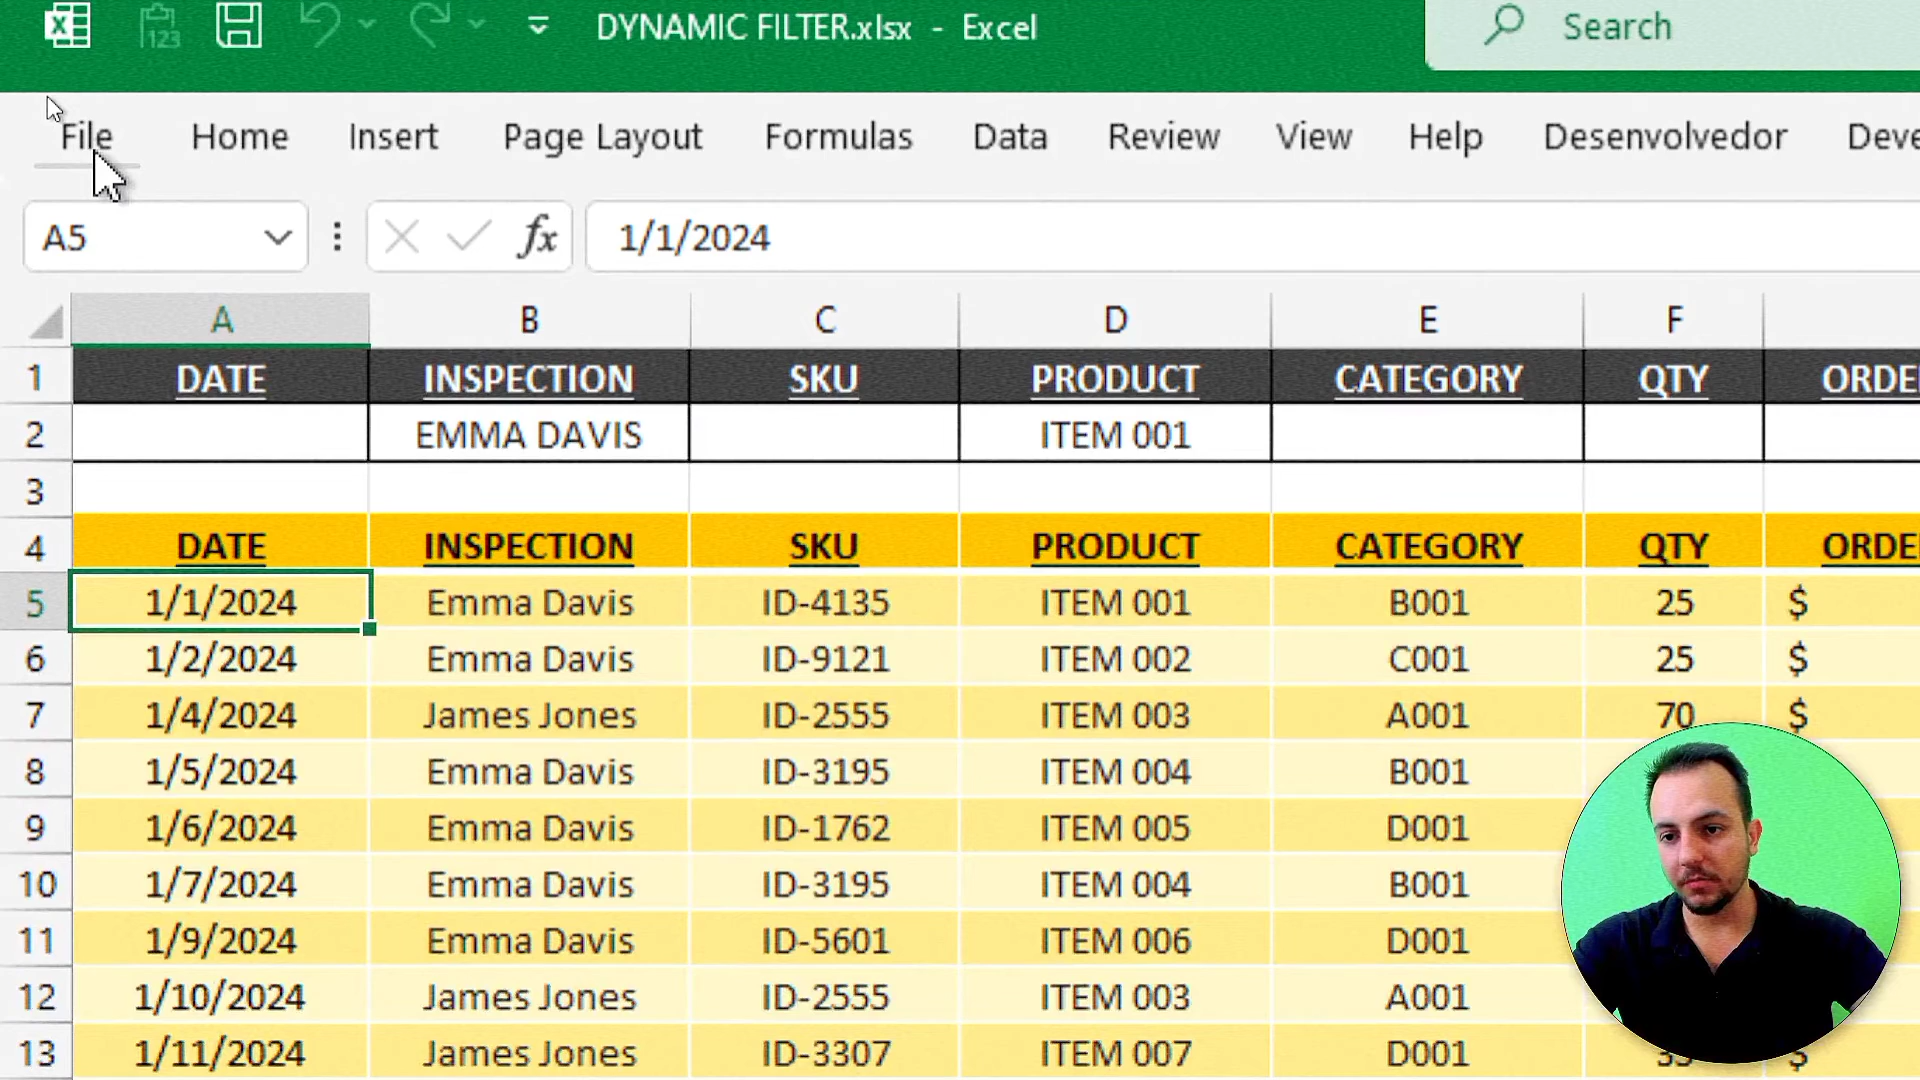 DYNAMIC FILTER.xlsx - Excel
Search
File Home Insert Page Layout Formulas Data Review View Help Desenvolvedor
A5 fx 1/1/2024
A B C D E F
1 DATE INSPECTION SKU PRODUCT CATEGORY QTY
2 EMMA DAVIS ITEM 001
3
4 DATE INSPECTION SKU PRODUCT CATEGORY QTY
5 1/1/2024 Emma Davis ID-4135 ITEM 001 B001 25 $
6 1/2/2024 Emma Davis ID-9121 ITEM 002 C001 25 $
7 1/4/2024 James Jones ID-2555 ITEM 003 A001 70 $
8 1/5/2024 Emma Davis ID-3195 ITEM 004 B001
9 1/6/2024 Emma Davis ID-1762 ITEM 005 D001
10 1/7/2024 Emma Davis ID-3195 ITEM 004 B001
11 1/9/2024 Emma Davis ID-5601 ITEM 006 D001
12 1/10/2024 James Jones ID-2555 ITEM 003 A001
13 1/11/2024 James Jones ID-3307 ITEM 007 D001